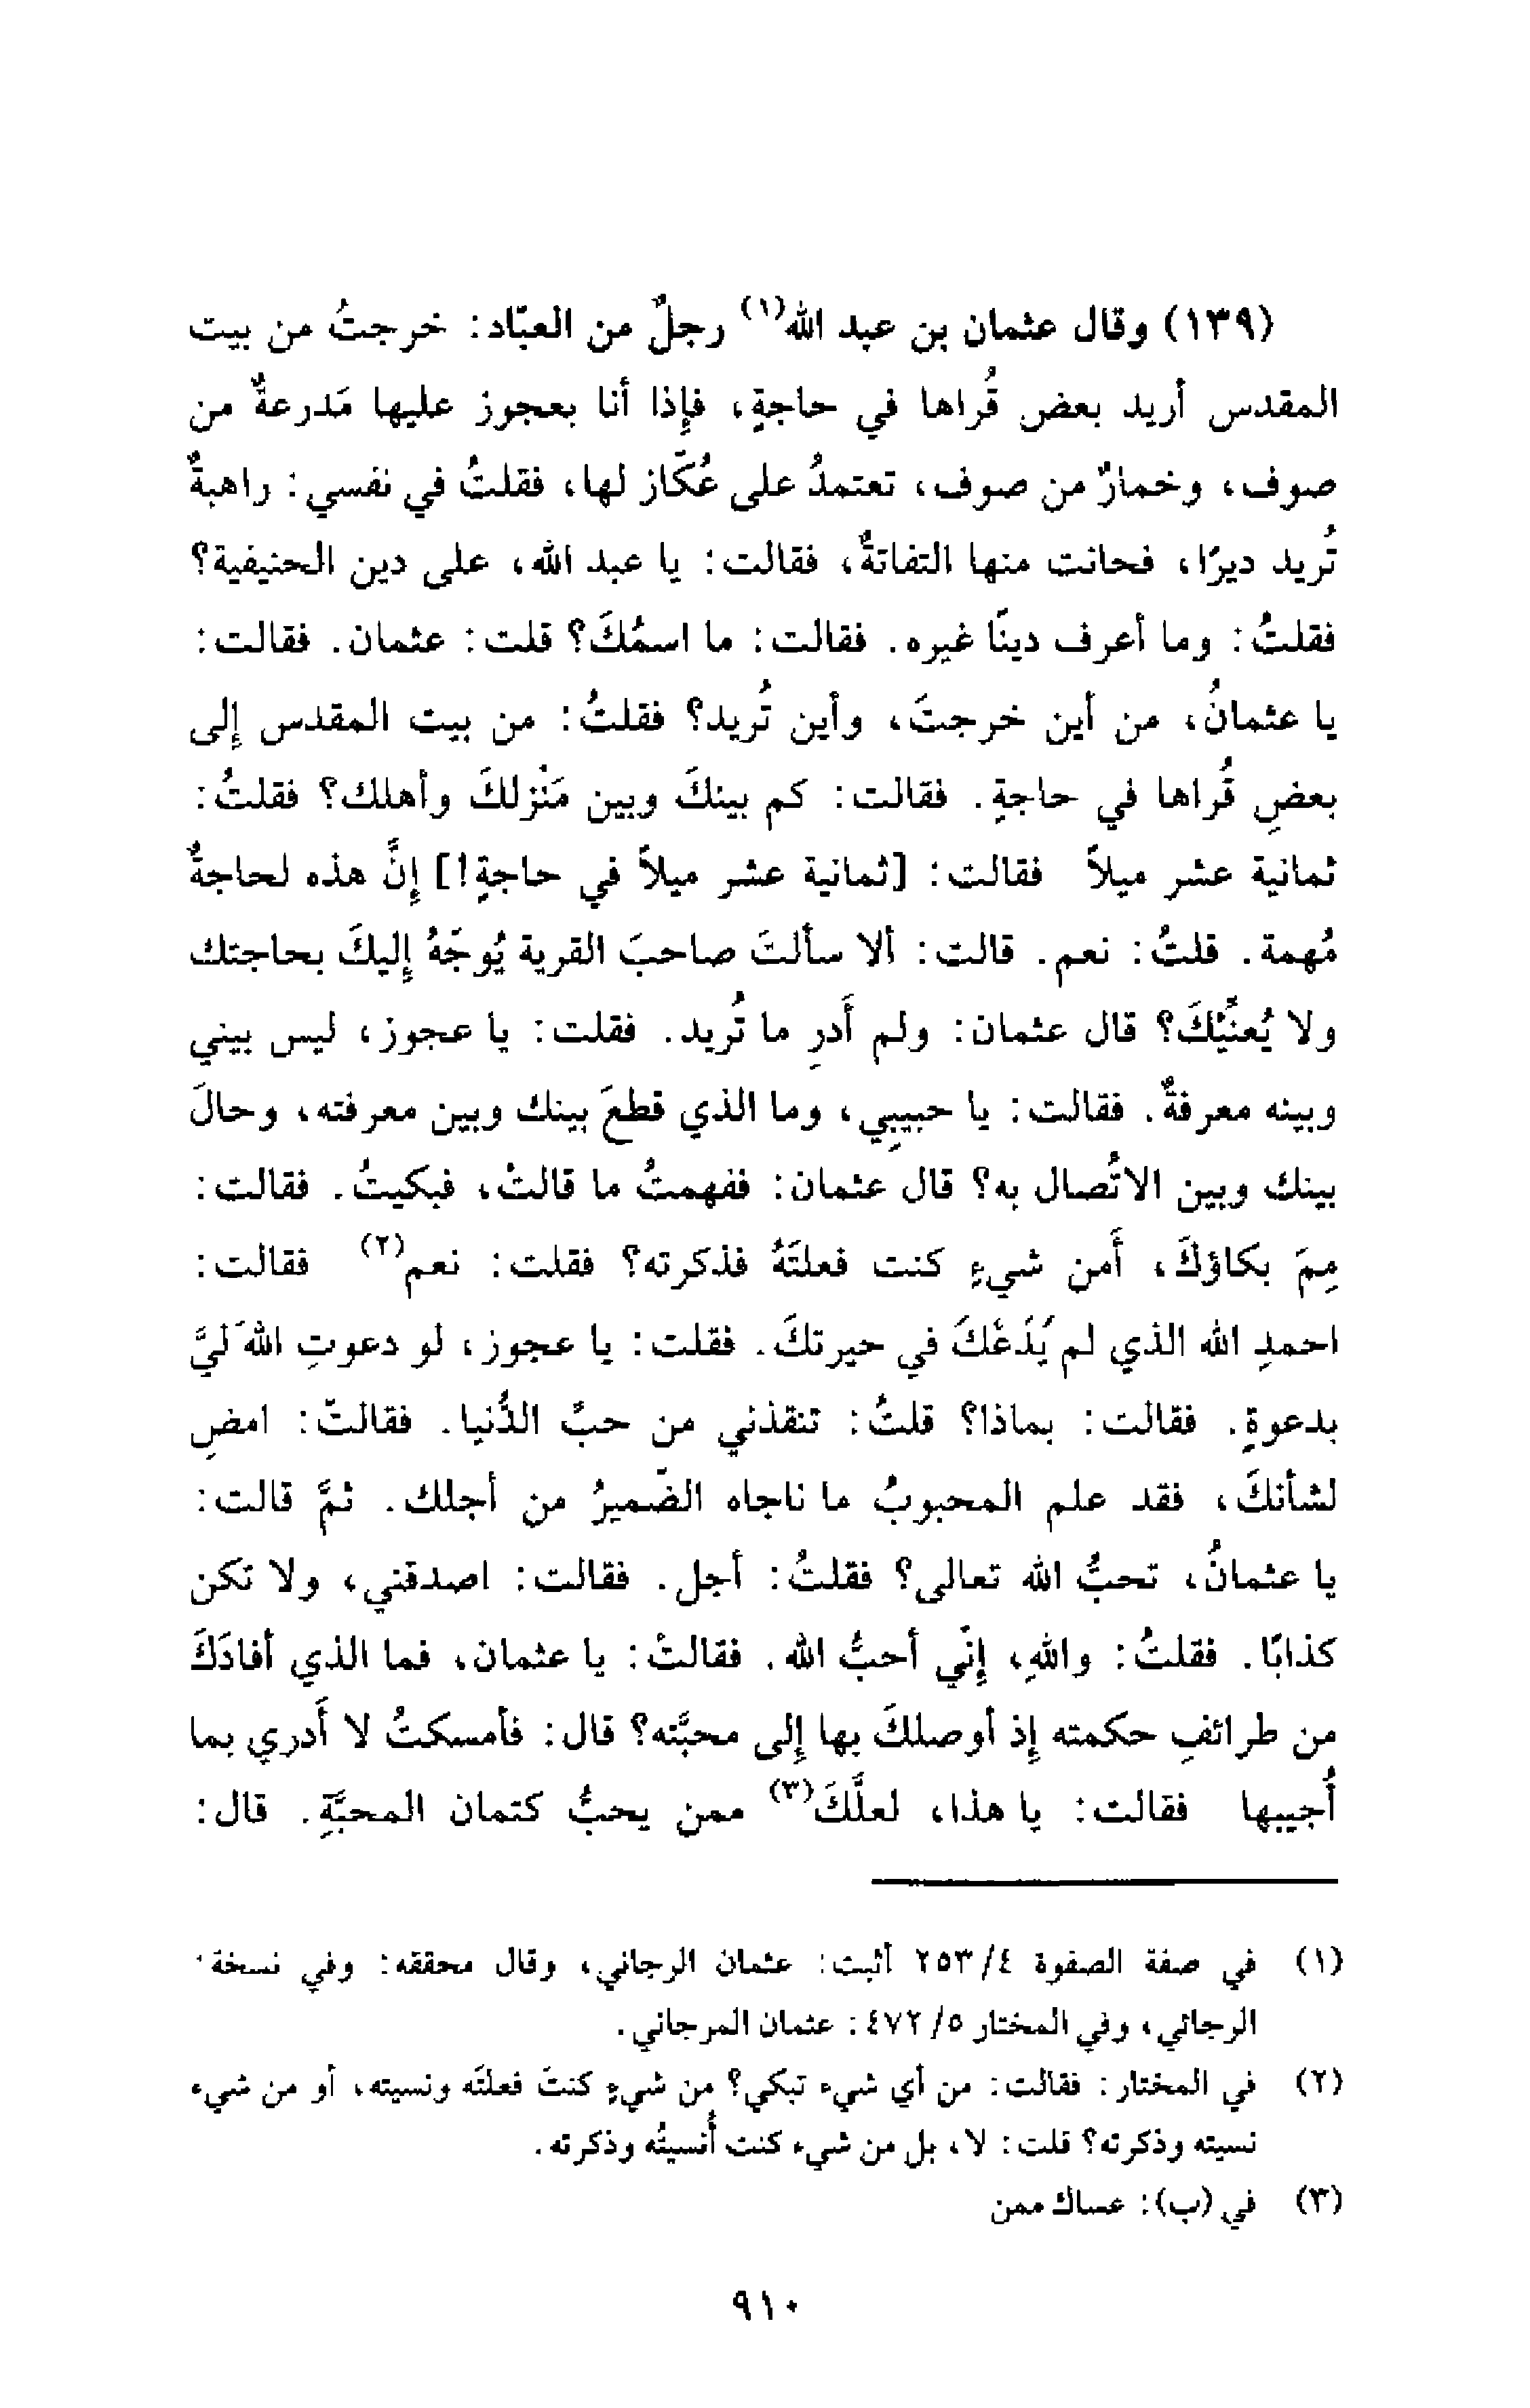 (١٣٩) وقال عثمان بن عبد الله(١) رجلٌ من العبّاد: خرجتُ من بيت
المقدس أريد بعض قُراها في حاجةٍ، فإذا أنا بعجوز عليها مَدرعةٌ من
صوف، وخمارٌ من صوف، تعتمدُ على عُكّاز لها، فقلتُ في نفسي: راهبةٌ
تُريد ديرًا، فحانت منها التفاتةٌ، فقالت: يا عبد الله، على دين الحنيفية؟
فقلتُ: وما أعرف دينًا غيره. فقالت: ما اسمُكَ؟ قلت: عثمان. فقالت:
يا عثمانُ، من أين خرجتَ، وأين تُريد؟ فقلتُ: من بيت المقدس إلى
بعضِ قُراها في حاجةٍ. فقالت: كم بينكَ وبين مَنْزلكَ وأهلك؟ فقلتُ:
ثمانية عشر ميلاً فقالت: [ثمانية عشر ميلاً في حاجةٍ!] إنَّ هذه لحاجةٌ
مُهمة. قلتُ: نعم. قالت: ألا سألتَ صاحبَ القرية يُوجّهُ إليكَ بحاجتك
ولا يُعنِّيْكَ؟ قال عثمان: ولم أَدرِ ما تُريد. فقلت: يا عجوز، ليس بيني
وبينه معرفةٌ. فقالت: يا حبيبِي، وما الذي قطعَ بينك وبين معرفته، وحالَ
بينك وبين الاتُصال به؟ قال عثمان: ففهمتُ ما قالتْ، فبكيتُ. فقالت:
مِمَ بكاؤكَ، أَمن شيءٍ كنت فعلتَهُ فذكرته؟ فقلت: نعم(٢) فقالت:
احمدِ الله الذي لم يَدَعْكَ في حيرتكَ. فقلت: يا عجوز، لو دعوتِ اللهَ ليَّ
بدعوةٍ. فقالت: بماذا؟ قلتُ: تنقذني من حبِّ الدُّنيا. فقالتْ: امضِ
لشأنكَ، فقد علم المحبوبُ ما ناجاه الضّميرُ من أجلك. ثمَّ قالت:
يا عثمانُ، تحبُّ الله تعالى؟ فقلتُ: أجل. فقالت: اصدقني، ولا تكن
كذابًا. فقلتُ: واللهِ، إنّي أحبُّ الله. فقالتْ: يا عثمان، فما الذي أفادَكَ
من طرائفِ حكمته إذ أوصلكَ بها إلى محبَّته؟ قال: فأمسكتُ لا أَدري بما
أُجيبها فقالت: يا هذا، لعلَّكَ(٣) ممن يحبُّ كتمان المحبَّةِ. قال:
(١) في صفة الصفوة ٤/ ٢٥٣ أثبت: عثمان الرجاني، وقال محققه: وفي نسخة
الرجائي، وفي المختار ٥/ ٤٧٢: عثمان المرجاني.
(٢) في المختار: فقالت: من أي شيء تبكي؟ من شيءٍ كنتَ فعلتَه ونسيته، أو من شيء
نسيته وذكرته؟ قلت: لا، بل من شيء كنت أُنسيتُه وذكرته.
(٣) في (ب): عساك ممن
٩١٠